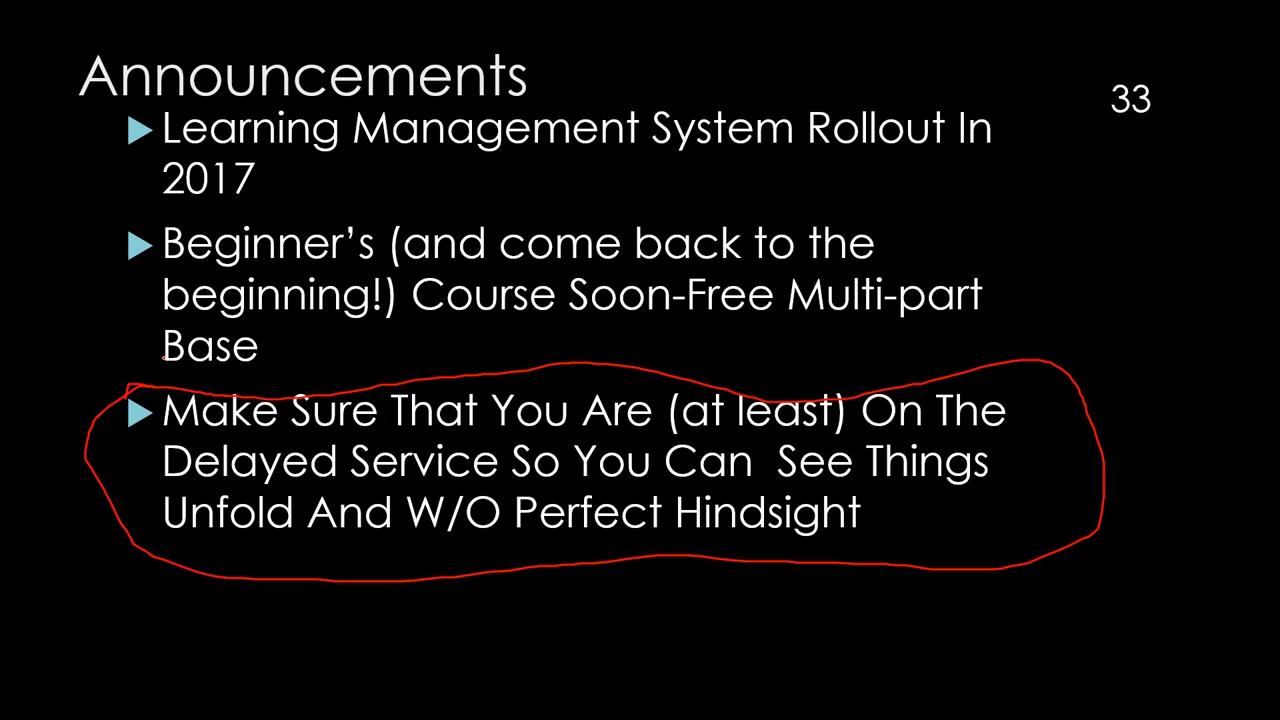 Announcements
33
Learning Management System Rollout In
2017
Beginner's (and come back to the
beginning!) Course Soon-Free Multi-part
Base
Make Sure That You Are (at least) On The
Delayed Service So You Can  See Things
Unfold And W/O Perfect Hindsight